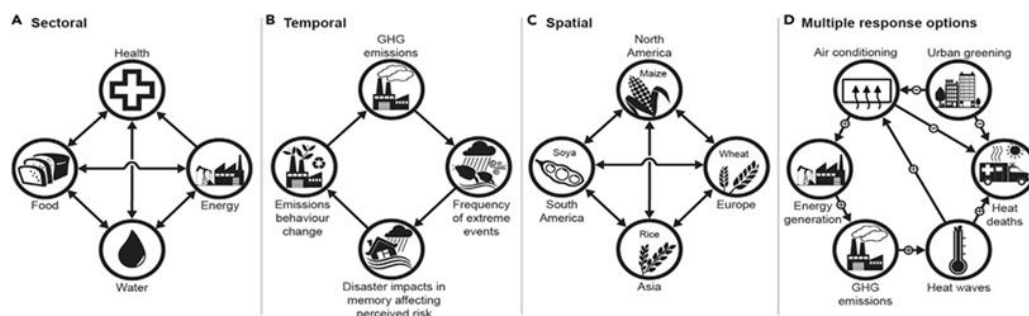 A Sectoral
Health
Food
Energy
Water
B Temporal
GHG
emissions
Emissions
behaviour
change
Frequency
of extreme
events
Disaster impacts in
memory affecting
perceived risk
C Spatial
North
America
Maize
Soya
Wheat
South
America
Europe
Rice
Asia
D Multiple response options
Air conditioning
Urban greening
Energy
generation
Heat
deaths
GHG
emissions
Heat waves